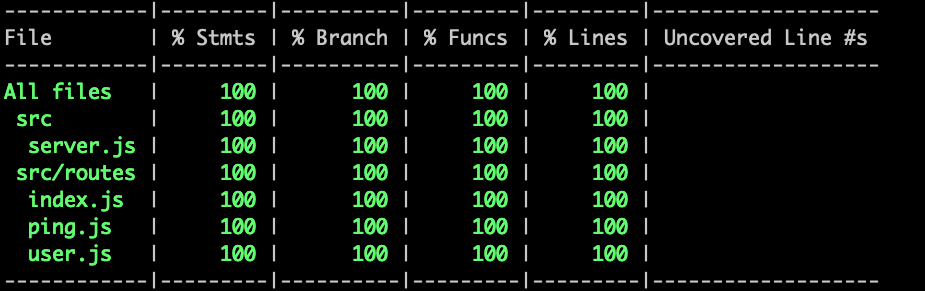 ------------|---------|----------|---------|---------|-------------------
File        | % Stmts | % Branch | % Funcs | % Lines | Uncovered Line #s
------------|---------|----------|---------|---------|-------------------
All files   |     100 |      100 |     100 |     100 |
 src        |     100 |      100 |     100 |     100 |
  server.js |     100 |      100 |     100 |     100 |
 src/routes |     100 |      100 |     100 |     100 |
  index.js  |     100 |      100 |     100 |     100 |
  ping.js   |     100 |      100 |     100 |     100 |
  user.js   |     100 |      100 |     100 |     100 |
------------|---------|----------|---------|---------|-------------------